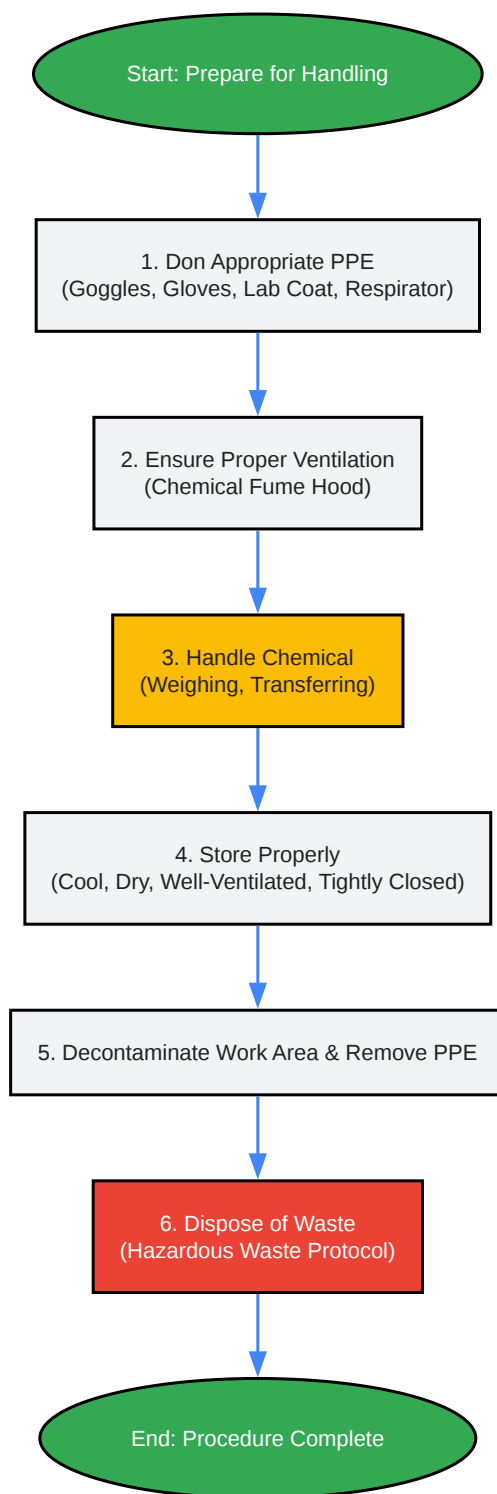 Start: Prepare for Handling
1. Don Appropriate PPE
(Goggles, Gloves, Lab Coat, Respirator)
2. Ensure Proper Ventilation
(Chemical Fume Hood)
3. Handle Chemical
(Weighing, Transferring)
4. Store Properly
(Cool, Dry, Well-Ventilated, Tightly Closed)
5. Decontaminate Work Area & Remove PPE
6. Dispose of Waste
(Hazardous Waste Protocol)
End: Procedure Complete